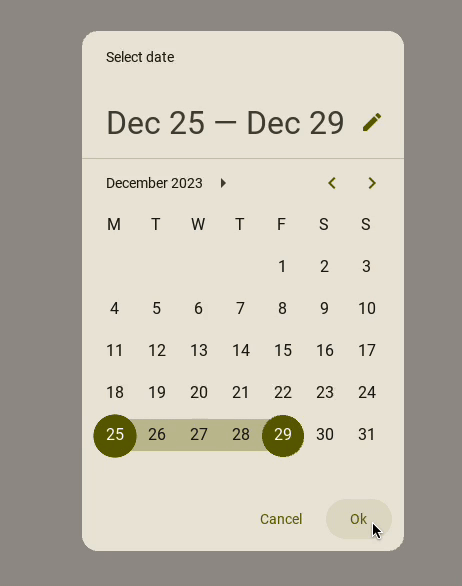 Select date
Dec 25 — Dec 29
December 2023
M T W T F S S
1 2 3
4 5 6 7 8 9 10
11 12 13 14 15 16 17
18 19 20 21 22 23 24
25 26 27 28 29 30 31
Cancel Ok